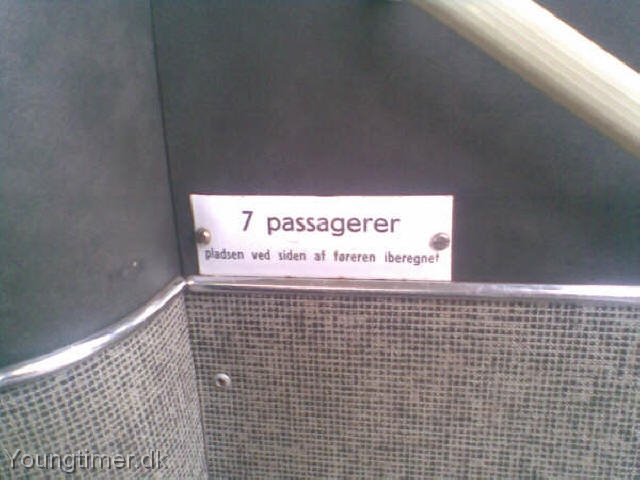 7 passagerer
pladsen ved siden af føreren iberegnet
Youngtimer.dk